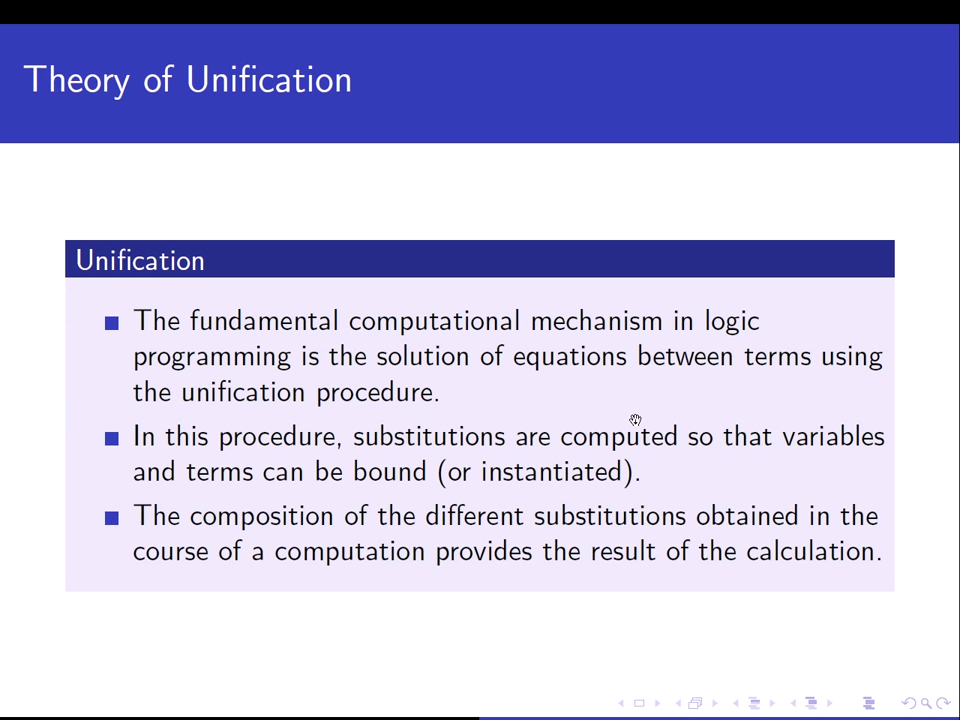 Theory of Unification
Unification
The fundamental computational mechanism in logic
programming is the solution of equations between terms using
the unification procedure.
In this procedure, substitutions are computed so that variables
and terms can be bound (or instantiated).
The composition of the different substitutions obtained in the
course of a computation provides the result of the calculation.